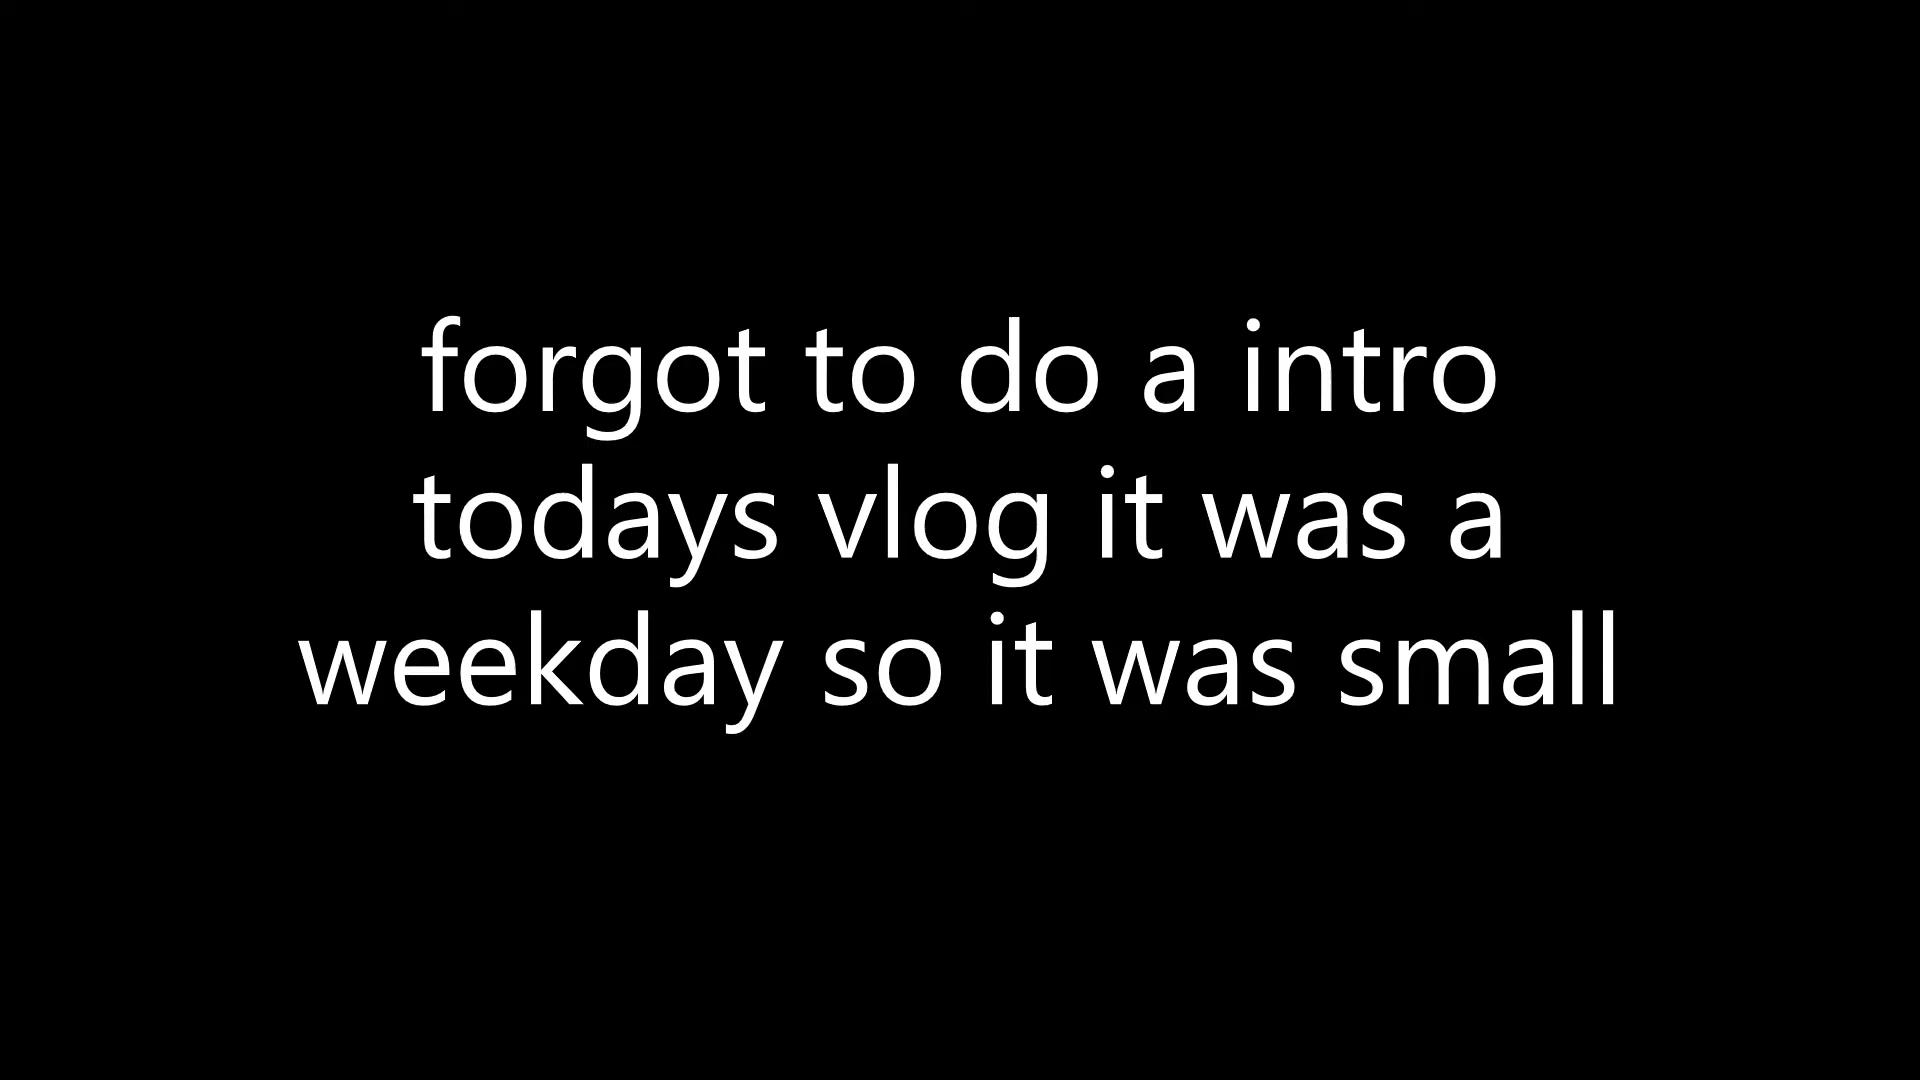 forgot to do a intro
todays vlog it was a
weekday so it was small